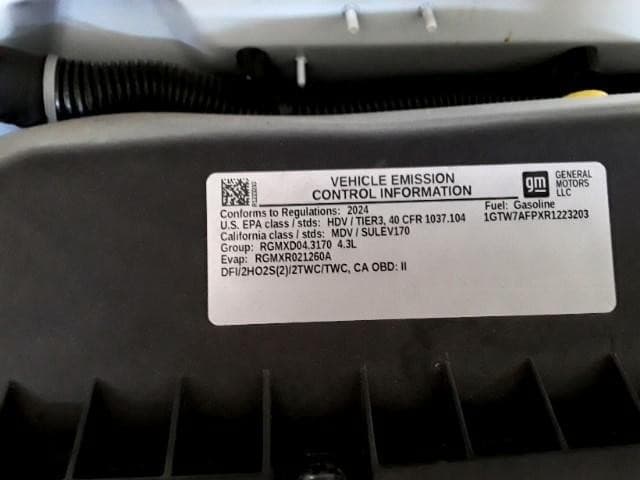 VEHICLE EMISSION
CONTROL INFORMATION
gm GENERAL
MOTORS
LLC
Conforms to Regulations: 2024
Fuel: Gasoline
U.S. EPA class / stds: HDV / TIER3, 40 CFR 1037.104
1GTW7AFPXR1223203
California class / stds: MDV / SULEV170
Group: RGMXD04.3170 4.3L
Evap: RGMXR021260A
DFI/2HO2S(2)/2TWC/TWC, CA OBD: II